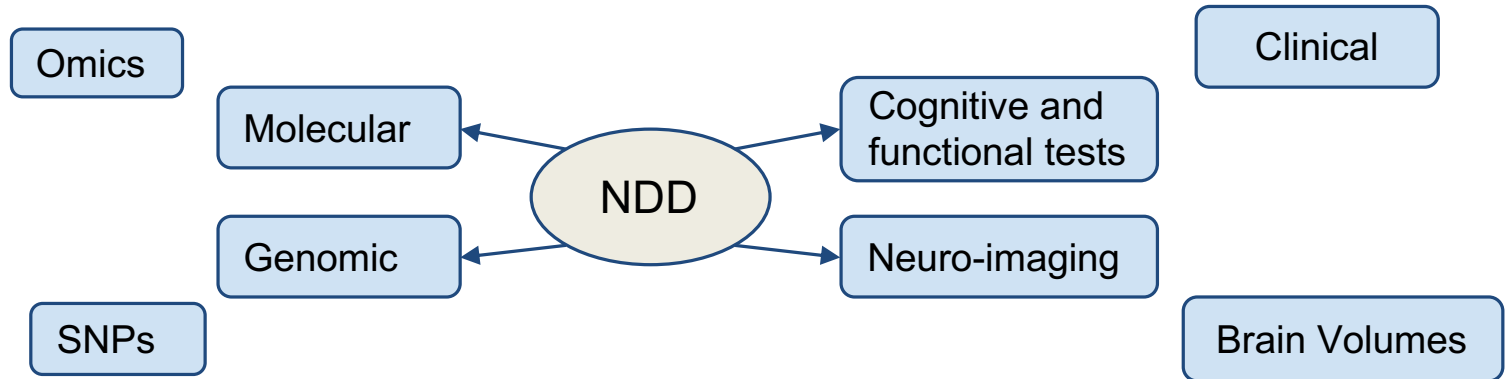 Omics
Clinical
Molecular
Cognitive and
functional tests
NDD
Genomic
Neuro-imaging
SNPs
Brain Volumes